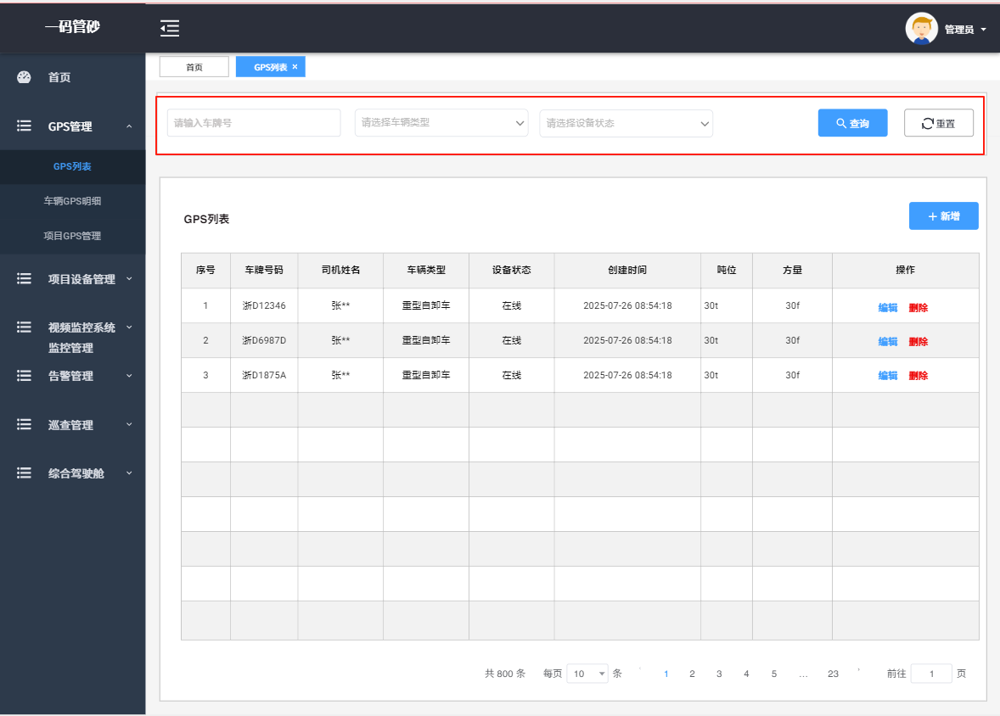 一码管砂
管理员
首页
GPS列表 ×
首页
GPS管理
GPS列表
车辆GPS明细
项目GPS管理
项目设备管理
视频监控系统
监控管理
告警管理
巡查管理
综合驾驶舱
请输入车牌号
请选择车辆类型
请选择设备状态
查询
重置
GPS列表
新增
序号 车牌号码 司机姓名 车辆类型 设备状态 创建时间 吨位 方量 操作
1 浙D12346 张** 重型自卸车 在线 2025-07-26 08:54:18 30t 30f 编辑 删除
2 浙D6987D 张** 重型自卸车 在线 2025-07-26 08:54:18 30t 30f 编辑 删除
3 浙D1875A 张** 重型自卸车 在线 2025-07-26 08:54:18 30t 30f 编辑 删除
共 800 条 每页 10 条 1 2 3 4 5 ... 23 前往 1 页